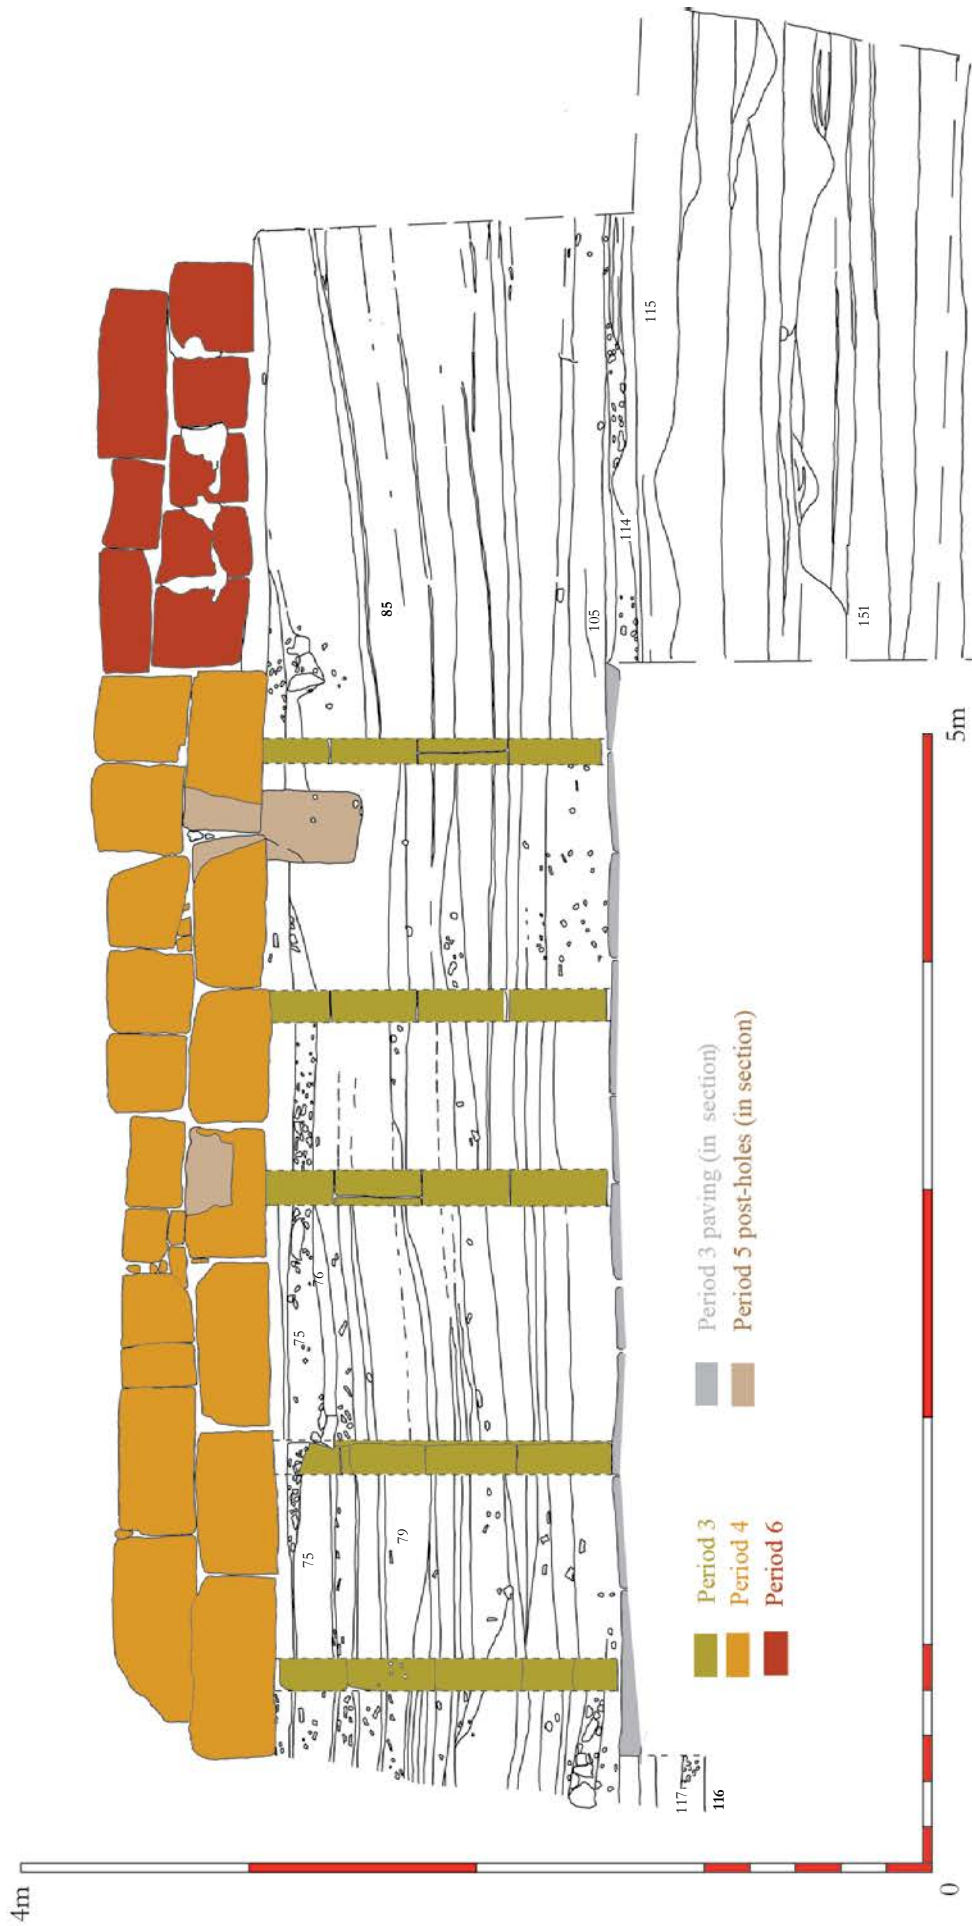 4m
0
5m
75
75
76
79
85
105
114
115
151
117
116
Period 3
Period 4
Period 6
Period 3 paving (in section)
Period 5 post-holes (in section)